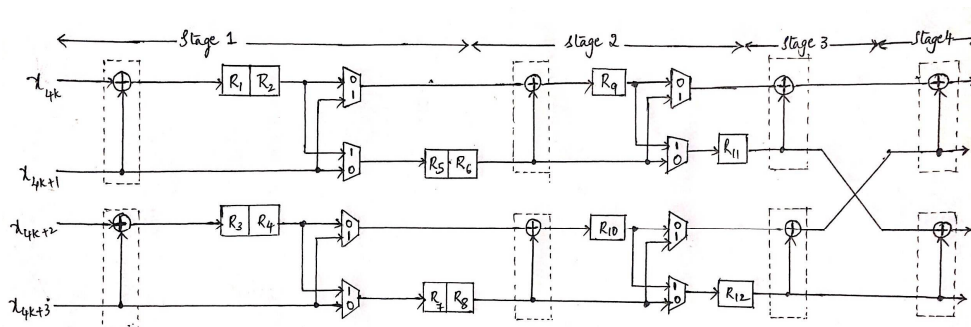 Stage 1 Stage 2 Stage 3 Stage4
x4k R1 R2 0 1 R9 0 1
x4k+1 1 0 R5 R6 1 0 R11
x4k+2 R3 R4 0 1 R10 0 1
x4k+3 1 0 R7 R8 1 0 R12